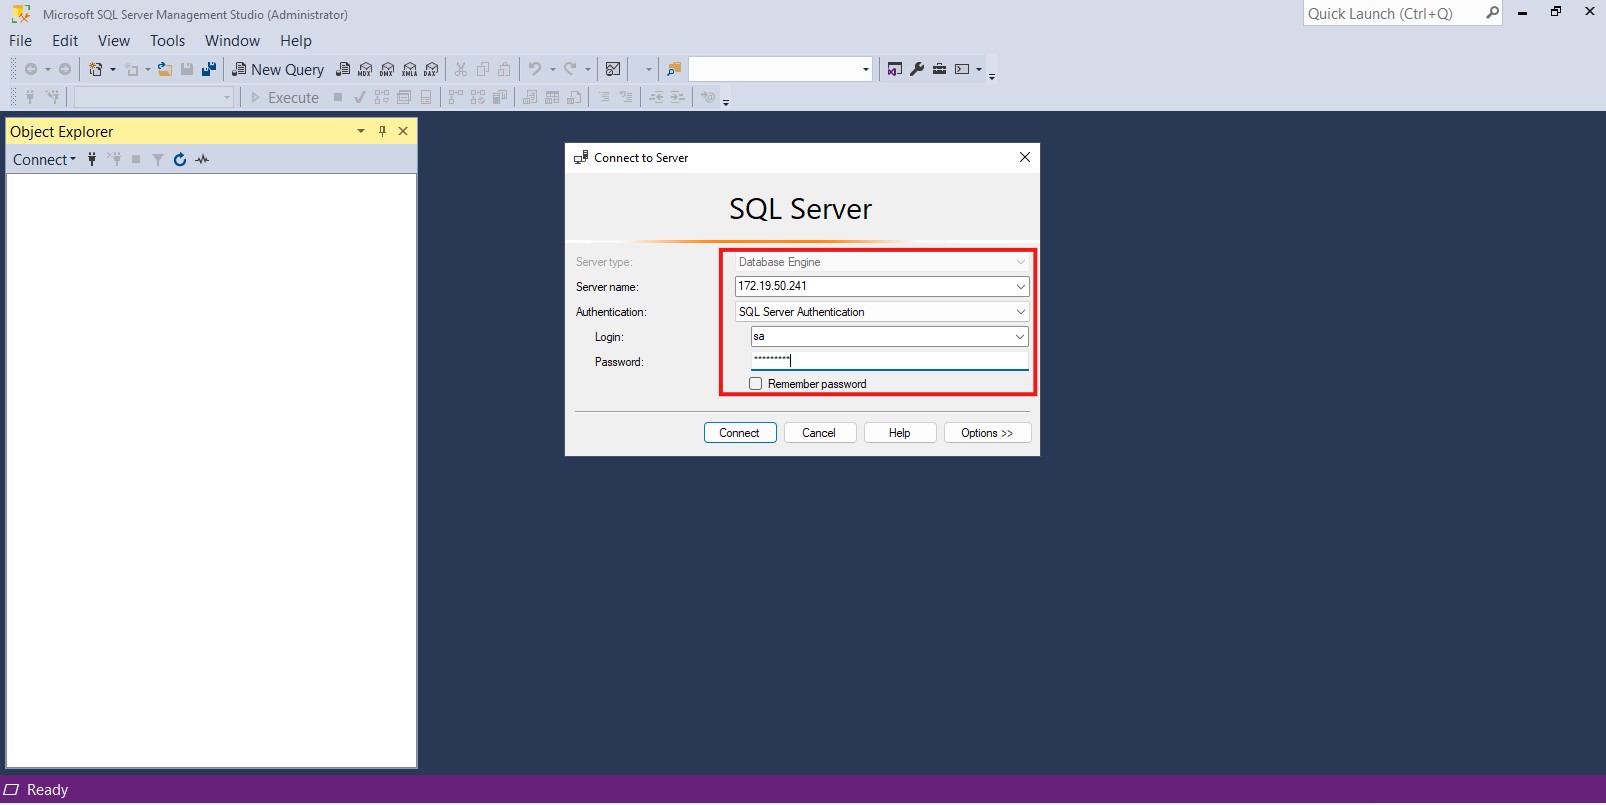 Microsoft SQL Server Management Studio (Administrator)
Quick Launch (Ctrl+Q)
File Edit View Tools Window Help
New Query MDX DMX XMLA DAX
Execute
Object Explorer
Connect
Connect to Server
SQL Server
Server type: Database Engine
Server name: 172.19.50.241
Authentication: SQL Server Authentication
Login: sa
Password: *********
Remember password
Connect Cancel Help Options >>
Ready